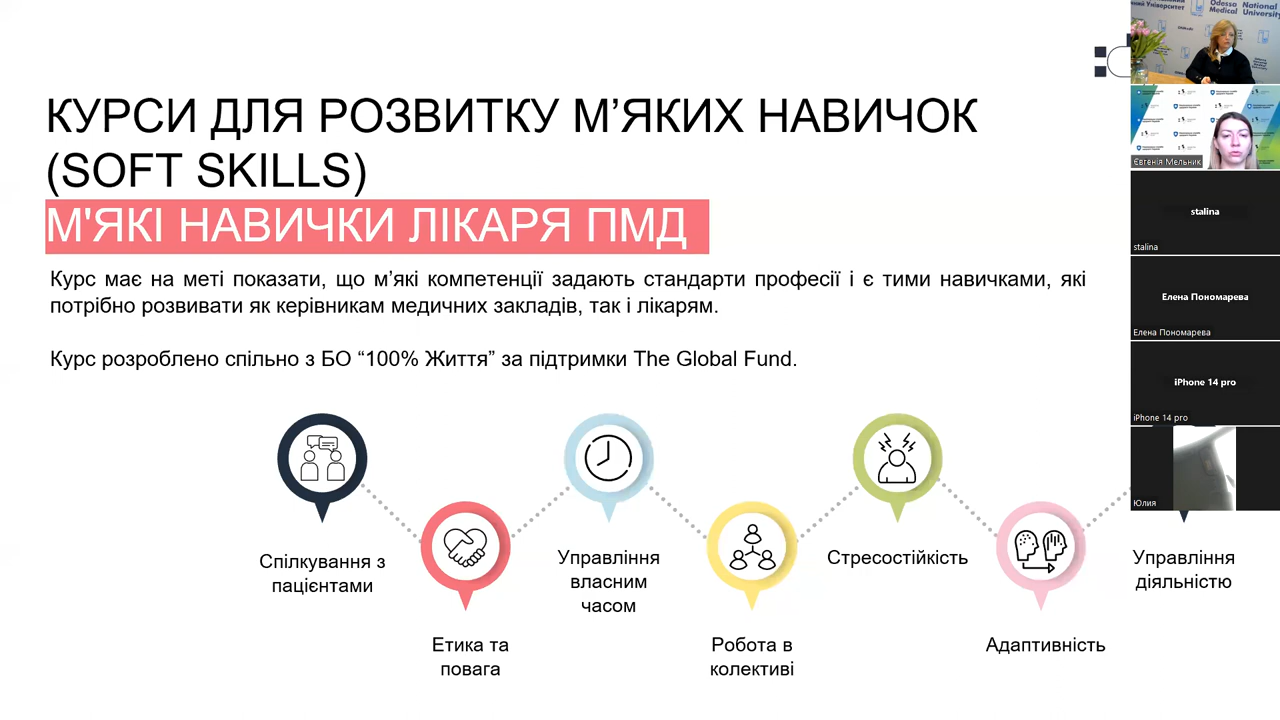 КУРСИ ДЛЯ РОЗВИТКУ М’ЯКИХ НАВИЧОК
(SOFT SKILLS)
М'ЯКІ НАВИЧКИ ЛІКАРЯ ПМД
Курс має на меті показати, що м’які компетенції задають стандарти професії і є тими навичками, які
потрібно розвивати як керівникам медичних закладів, так і лікарям.
Курс розроблено спільно з БО “100% Життя” за підтримки The Global Fund.
Спілкування з
пацієнтами
Етика та
повага
Управління
власним
часом
Робота в
колективі
Стресостійкість
Адаптивність
Управління
діяльністю
Odessa National
Medical University
Євгенія Мельник
stalina
stalina
Елена Пономарева
Елена Пономарева
iPhone 14 pro
iPhone 14 pro
Юлия